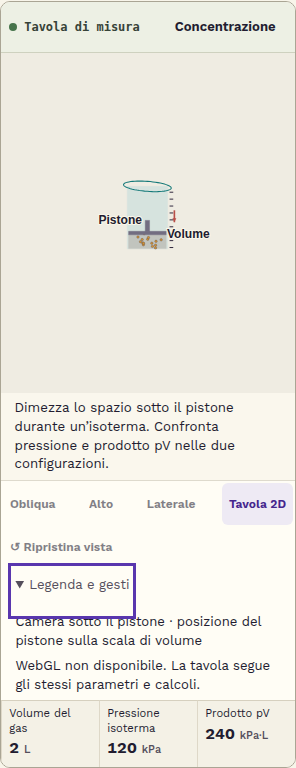 Tavola di misura
Concentrazione
Pistone
Volume
Dimezza lo spazio sotto il pistone
durante un’isoterma. Confronta
pressione e prodotto pV nelle due
configurazioni.
Obliqua Alto Laterale Tavola 2D
↺ Ripristina vista
▼ Legenda e gesti
Camera sotto il pistone · posizione del
pistone sulla scala di volume
WebGL non disponibile. La tavola segue
gli stessi parametri e calcoli.
Volume del
gas
2 L
Pressione
isoterma
120 kPa
Prodotto pV
240 kPa·L